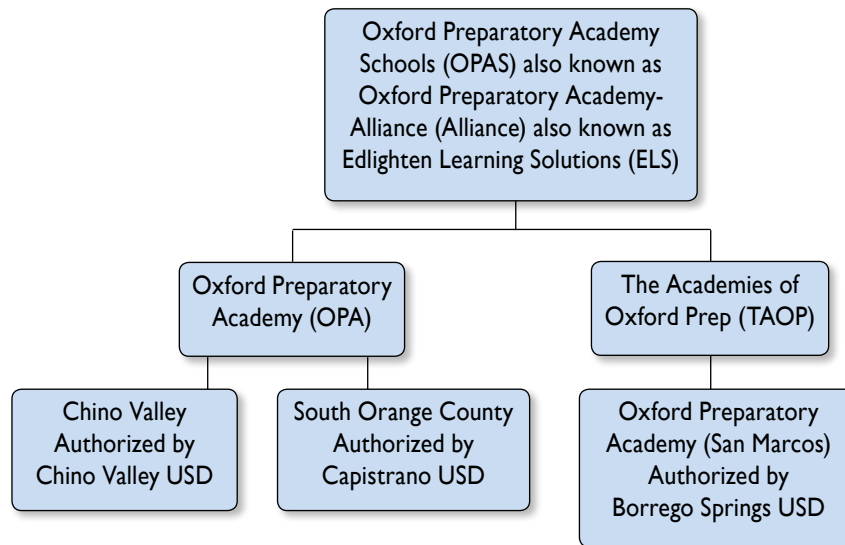 Oxford Preparatory Academy
Schools (OPAS) also known as
Oxford Preparatory Academy-
Alliance (Alliance) also known as
Edlighten Learning Solutions (ELS)
Oxford Preparatory
Academy (OPA)
The Academies of
Oxford Prep (TAOP)
Chino Valley
Authorized by
Chino Valley USD
South Orange County
Authorized by
Capistrano USD
Oxford Preparatory
Academy (San Marcos)
Authorized by
Borrego Springs USD